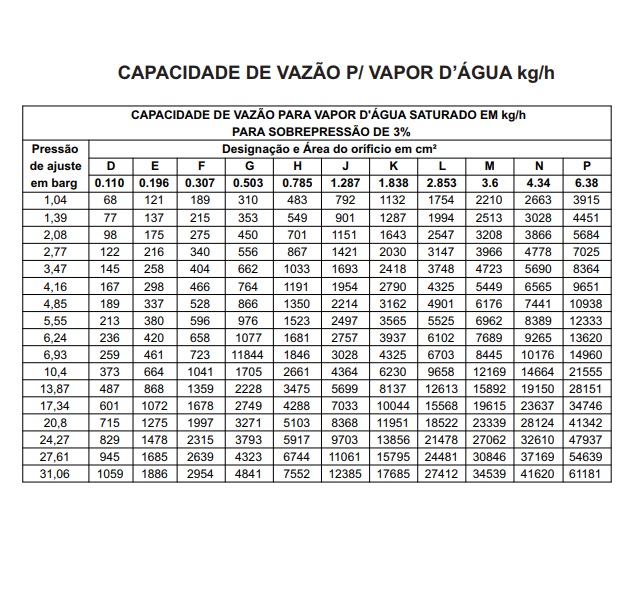 CAPACIDADE DE VAZÃO P/ VAPOR D’ÁGUA kg/h
CAPACIDADE DE VAZÃO PARA VAPOR D'ÁGUA SATURADO EM kg/h
PARA SOBREPRESSÃO DE 3%
Pressão de ajuste em barg
Designação e Área do orifício em cm²
D E F G H J K L M N P
0.110 0.196 0.307 0.503 0.785 1.287 1.838 2.853 3.6 4.34 6.38
1,04 68 121 189 310 483 792 1132 1754 2210 2663 3915
1,39 77 137 215 353 549 901 1287 1994 2513 3028 4451
2,08 98 175 275 450 701 1151 1643 2547 3208 3866 5684
2,77 122 216 340 556 867 1421 2030 3147 3966 4778 7025
3,47 145 258 404 662 1033 1693 2418 3748 4723 5690 8364
4,16 167 298 466 764 1191 1954 2790 4325 5449 6565 9651
4,85 189 337 528 866 1350 2214 3162 4901 6176 7441 10938
5,55 213 380 596 976 1523 2497 3565 5525 6962 8389 12333
6,24 236 420 658 1077 1681 2757 3937 6102 7689 9265 13620
6,93 259 461 723 11844 1846 3028 4325 6703 8445 10176 14960
10,4 373 664 1041 1705 2661 4364 6230 9658 12169 14664 21555
13,87 487 868 1359 2228 3475 5699 8137 12613 15892 19150 28151
17,34 601 1072 1678 2749 4288 7033 10044 15568 19615 23637 34746
20,8 715 1275 1997 3271 5103 8368 11951 18522 23339 28124 41342
24,27 829 1478 2315 3793 5917 9703 13856 21478 27062 32610 47937
27,61 945 1685 2639 4323 6744 11061 15795 24481 30846 37169 54639
31,06 1059 1886 2954 4841 7552 12385 17685 27412 34539 41620 61181